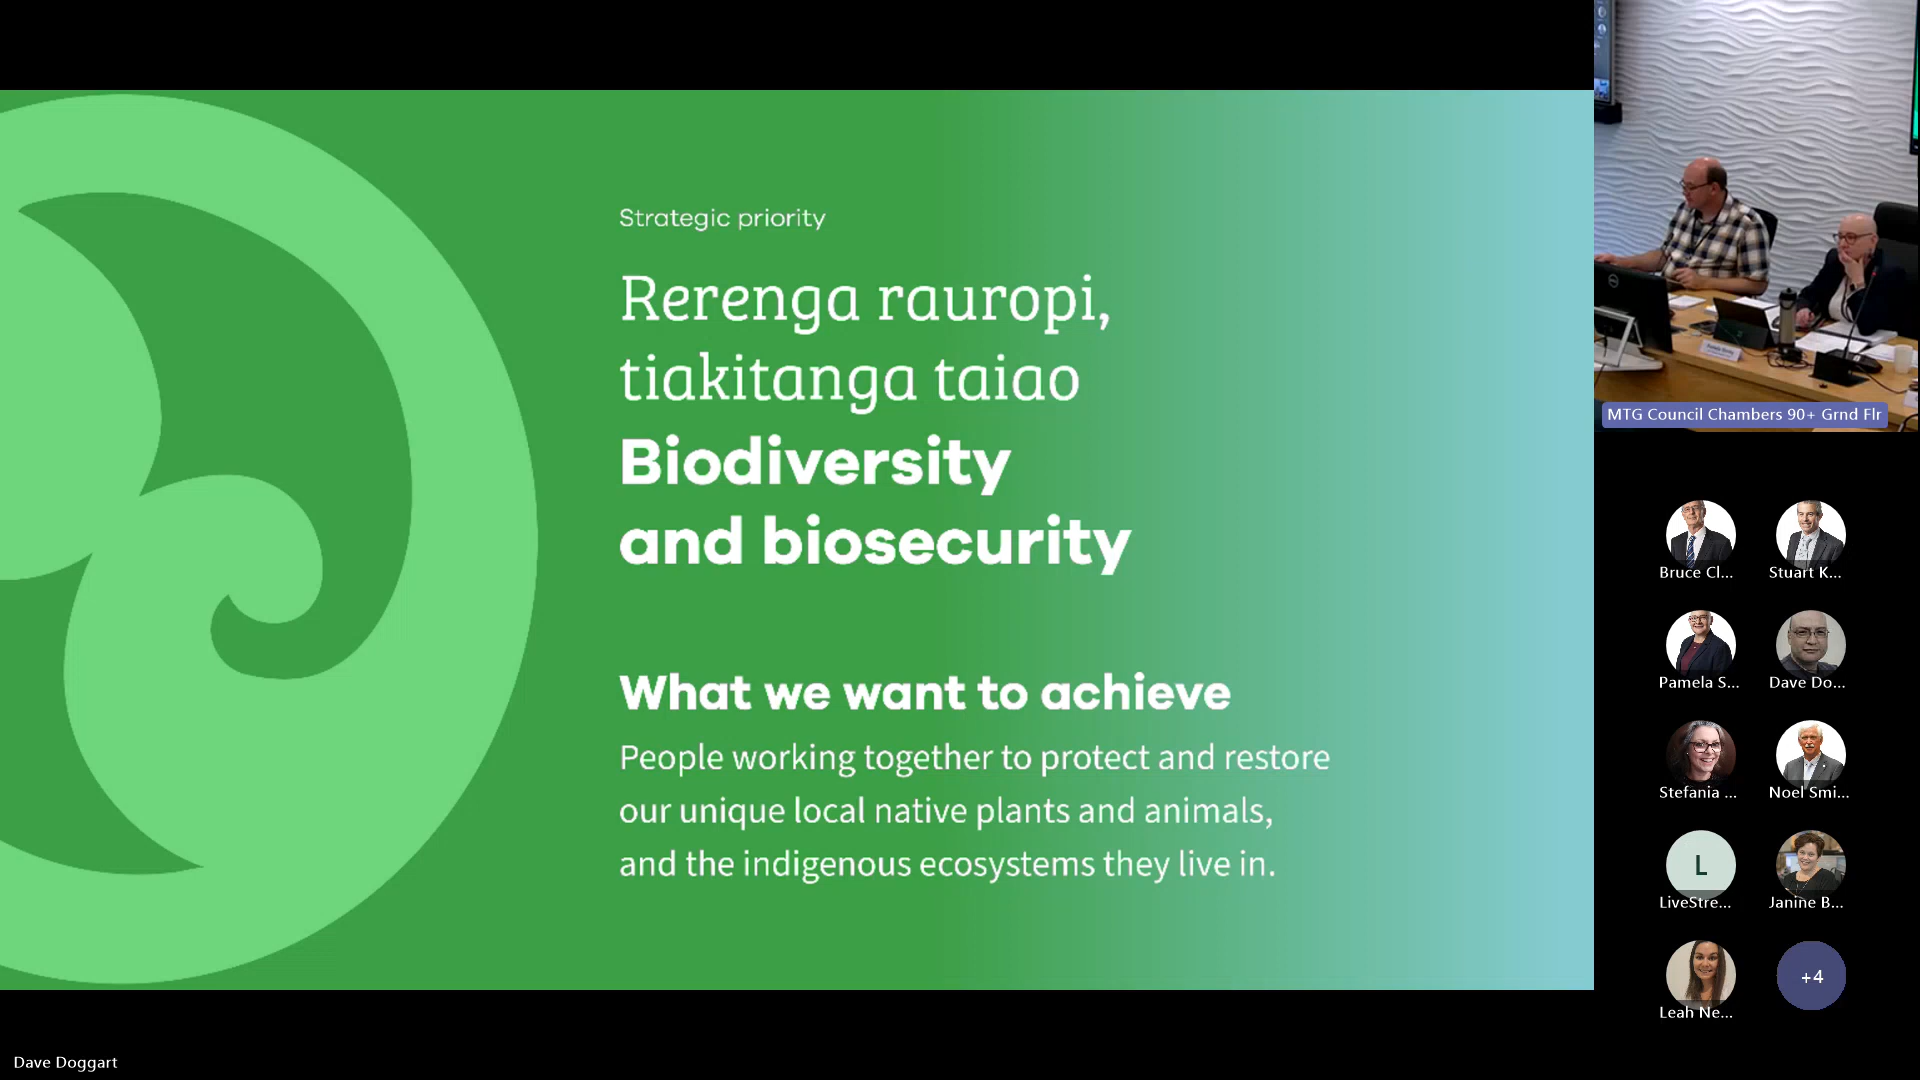 Strategic priority
Rerenga rauropi,
tiakitanga taiao
Biodiversity
and biosecurity
What we want to achieve
People working together to protect and restore
our unique local native plants and animals,
and the indigenous ecosystems they live in.
MTG Council Chambers 90+ Grnd Flr
Bruce Cl...
Stuart K...
Pamela S...
Dave Do...
Stefania ...
Noel Smi...
L
LiveStre...
Janine B...
Leah Ne...
+4
Dave Doggart